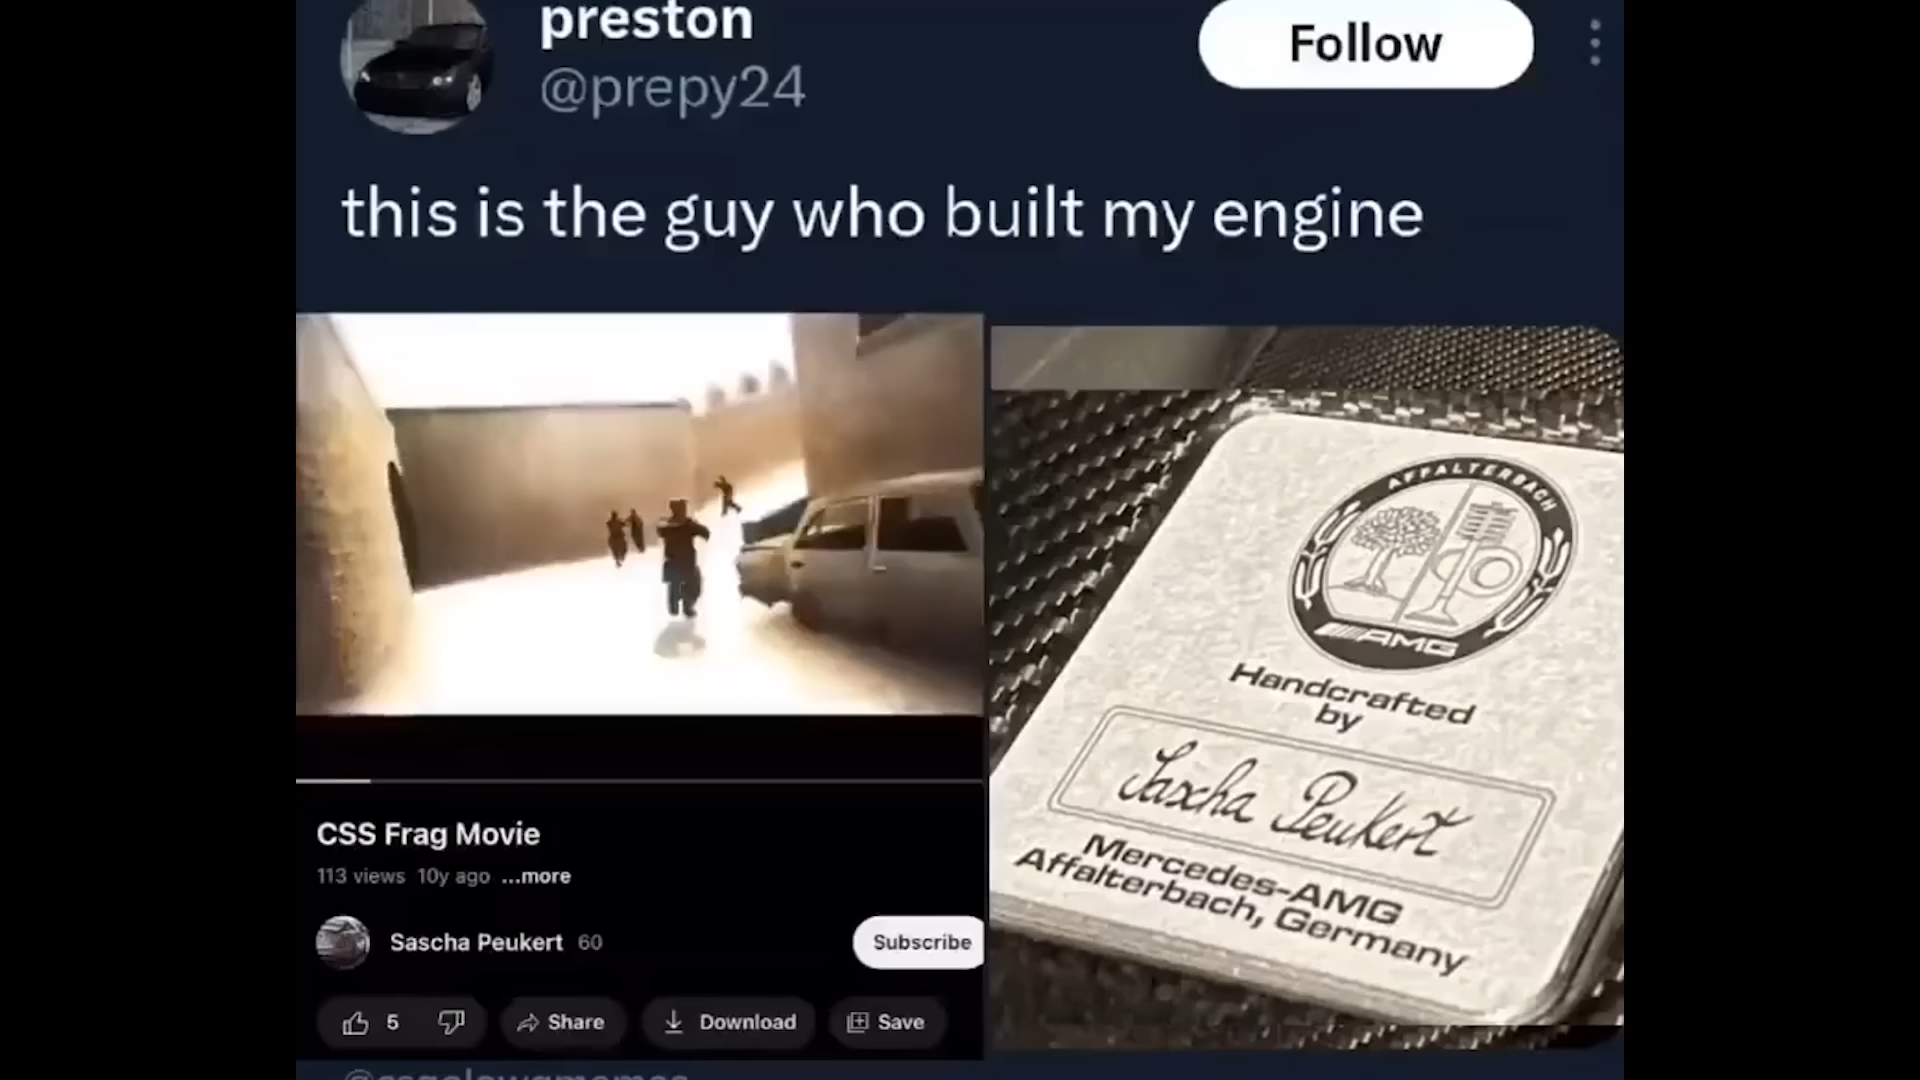 preston
@prepy24
Follow
this is the guy who built my engine
CSS Frag Movie
113 views 10y ago ...more
Sascha Peukert 60
Subscribe
5
Share
Download
Save
AFFALTERBACH
AMG
Handcrafted
by
Sascha Peukert
Mercedes-AMG
Affalterbach, Germany